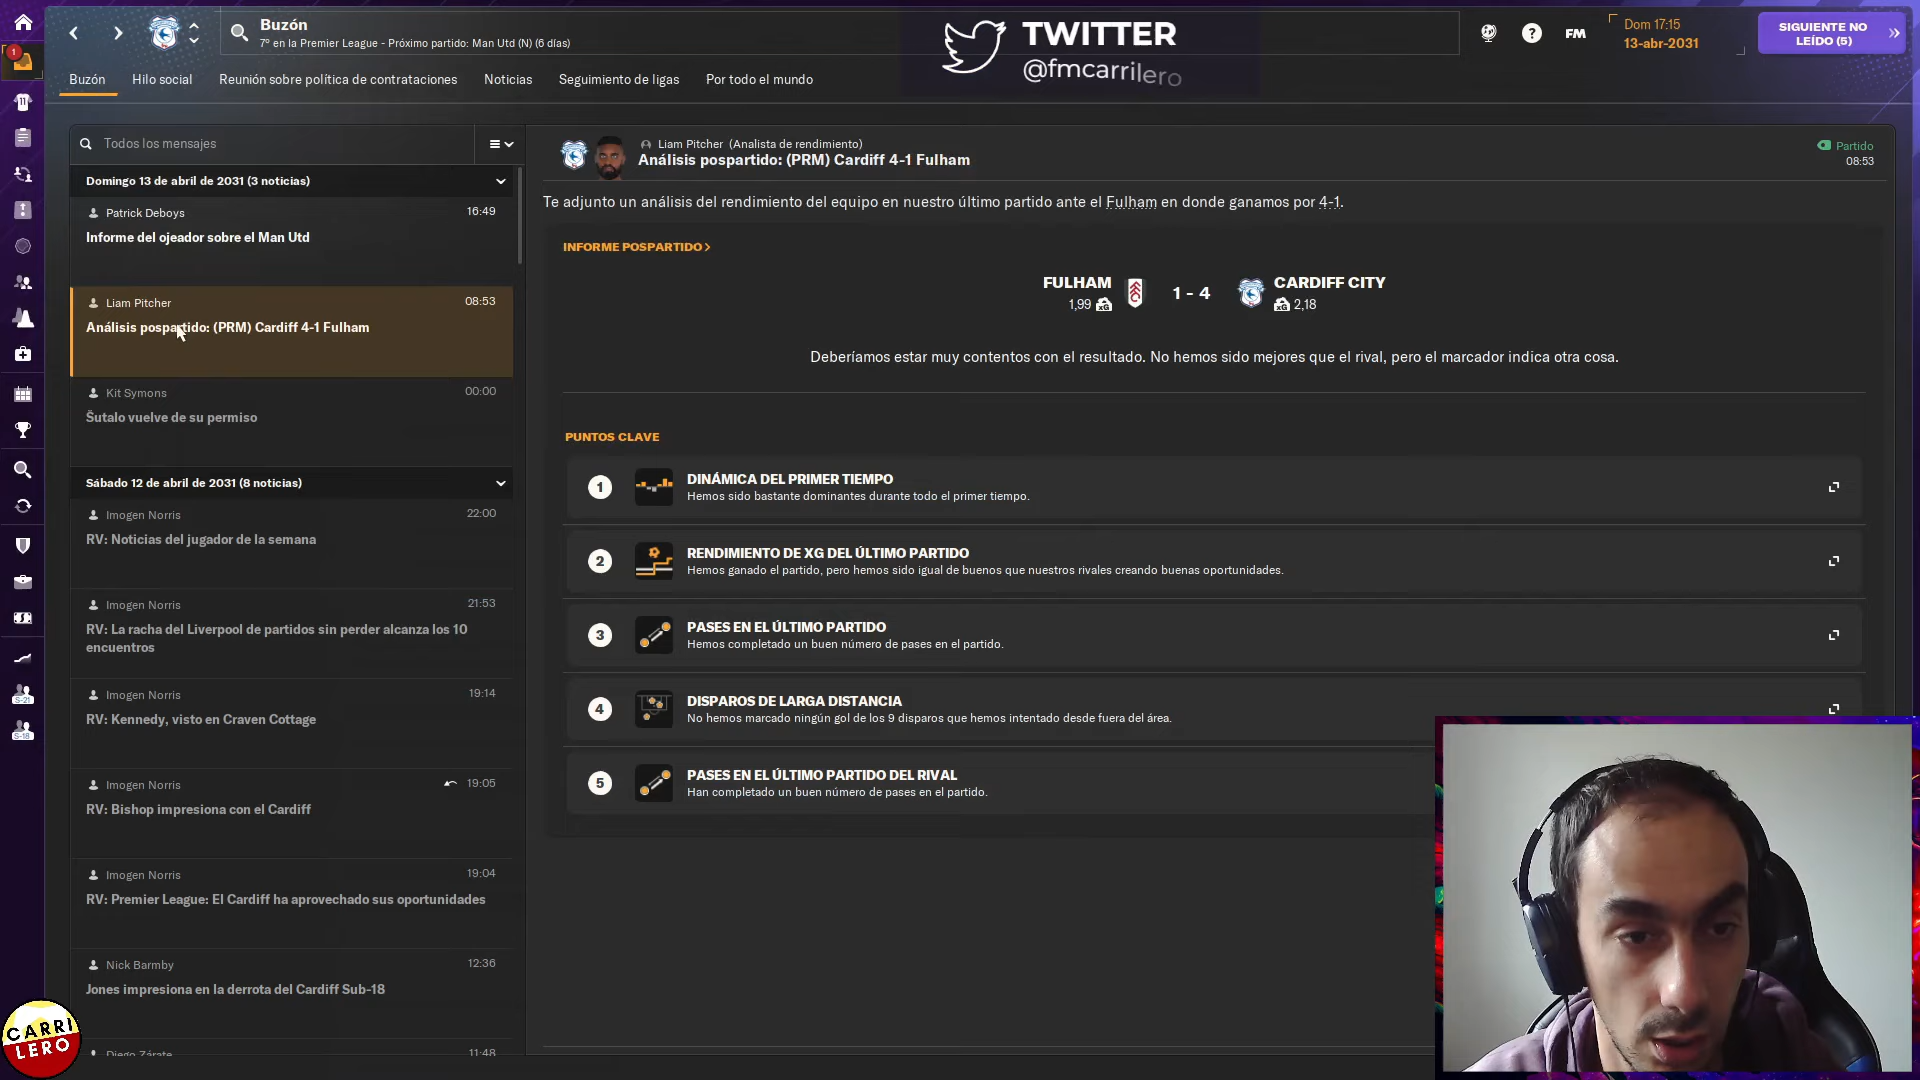 Buzón
7º en la Premier League - Próximo partido: Man Utd (N) (6 días)
TWITTER
@fmcarrilero
FM
Dom 17:15
13-abr-2031
SIGUIENTE NO
LEÍDO (5)
1
Buzón
Hilo social
Reunión sobre política de contrataciones
Noticias
Seguimiento de ligas
Por todo el mundo
Todos los mensajes
Domingo 13 de abril de 2031 (3 noticias)
Patrick Deboys
16:49
Informe del ojeador sobre el Man Utd
Liam Pitcher
08:53
Análisis pospartido: (PRM) Cardiff 4-1 Fulham
Kit Symons
00:00
Šutalo vuelve de su permiso
Sábado 12 de abril de 2031 (8 noticias)
Imogen Norris
22:00
RV: Noticias del jugador de la semana
Imogen Norris
21:53
RV: La racha del Liverpool de partidos sin perder alcanza los 10
encuentros
Imogen Norris
19:14
RV: Kennedy, visto en Craven Cottage
Imogen Norris
19:05
RV: Bishop impresiona con el Cardiff
Imogen Norris
19:04
RV: Premier League: El Cardiff ha aprovechado sus oportunidades
Nick Barmby
12:36
Jones impresiona en la derrota del Cardiff Sub-18
Diego Zárate
11:48
Liam Pitcher (Analista de rendimiento)
Análisis pospartido: (PRM) Cardiff 4-1 Fulham
Partido
08:53
Te adjunto un análisis del rendimiento del equipo en nuestro último partido ante el Fulham en donde ganamos por 4-1.
INFORME POSPARTIDO
FULHAM
1,99 xG
1 - 4
CARDIFF CITY
xG 2,18
Deberíamos estar muy contentos con el resultado. No hemos sido mejores que el rival, pero el marcador indica otra cosa.
PUNTOS CLAVE
1
DINÁMICA DEL PRIMER TIEMPO
Hemos sido bastante dominantes durante todo el primer tiempo.
2
RENDIMIENTO DE XG DEL ÚLTIMO PARTIDO
Hemos ganado el partido, pero hemos sido igual de buenos que nuestros rivales creando buenas oportunidades.
3
PASES EN EL ÚLTIMO PARTIDO
Hemos completado un buen número de pases en el partido.
4
DISPAROS DE LARGA DISTANCIA
No hemos marcado ningún gol de los 9 disparos que hemos intentado desde fuera del área.
5
PASES EN EL ÚLTIMO PARTIDO DEL RIVAL
Han completado un buen número de pases en el partido.
S-21
S-18
CARRI
LERO